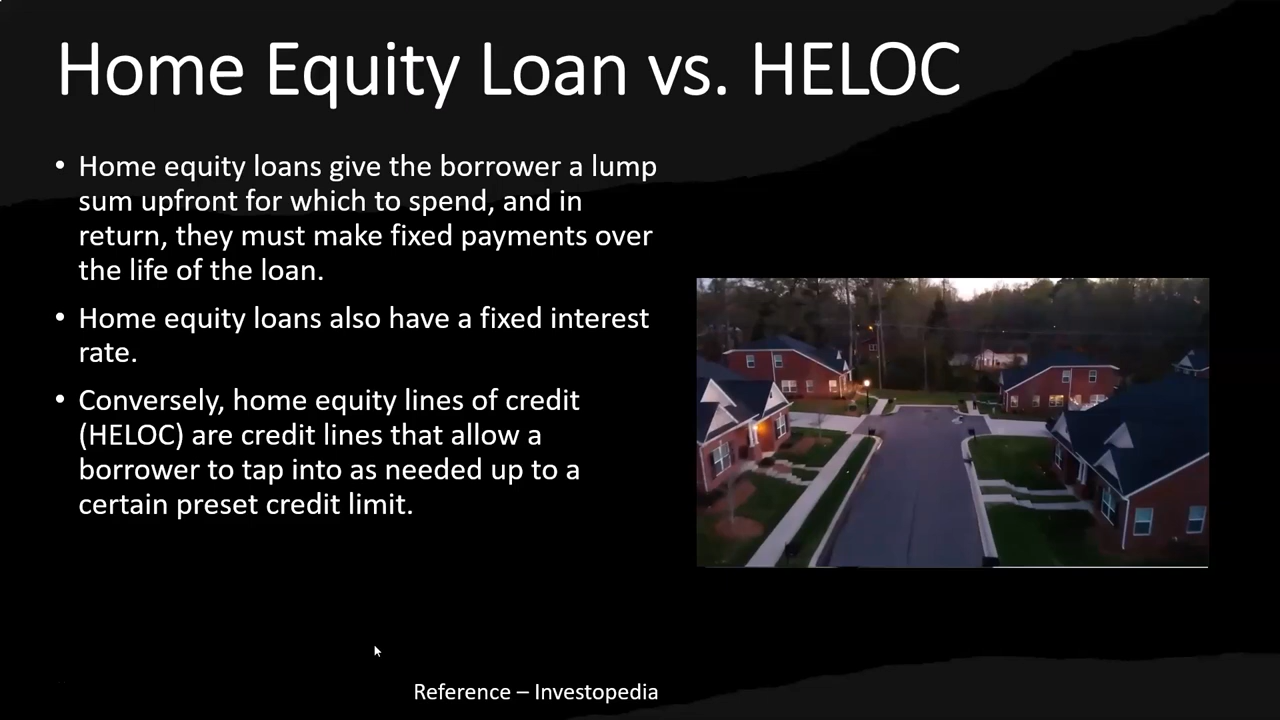 Home Equity Loan vs. HELOC
• Home equity loans give the borrower a lump
sum upfront for which to spend, and in
return, they must make fixed payments over
the life of the loan.
• Home equity loans also have a fixed interest
rate.
• Conversely, home equity lines of credit
(HELOC) are credit lines that allow a
borrower to tap into as needed up to a
certain preset credit limit.
Reference – Investopedia